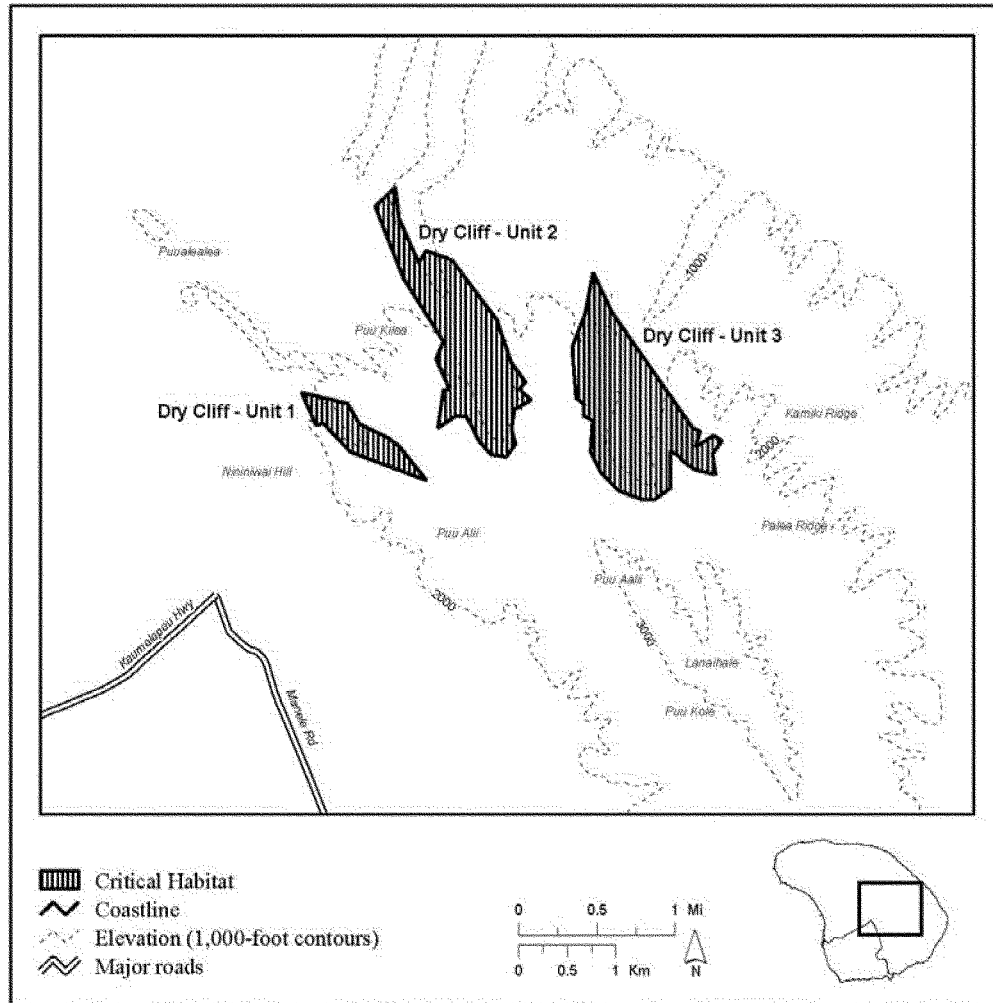 Dry Cliff - Unit 2
Puualealea
1000
Puu Kilea
Dry Cliff - Unit 3
Dry Cliff - Unit 1
Kamiki Ridge
2000
Nininiwai Hill
Puu Alii
Palea Ridge
Puu Aalii
2000
Kaumalapau Hwy
3000
Lanaihale
Manele Rd
Puu Kole
Critical Habitat
Coastline
Elevation (1,000-foot contours)
Major roads
0 0.5 1 Mi
0 0.5 1 Km
N